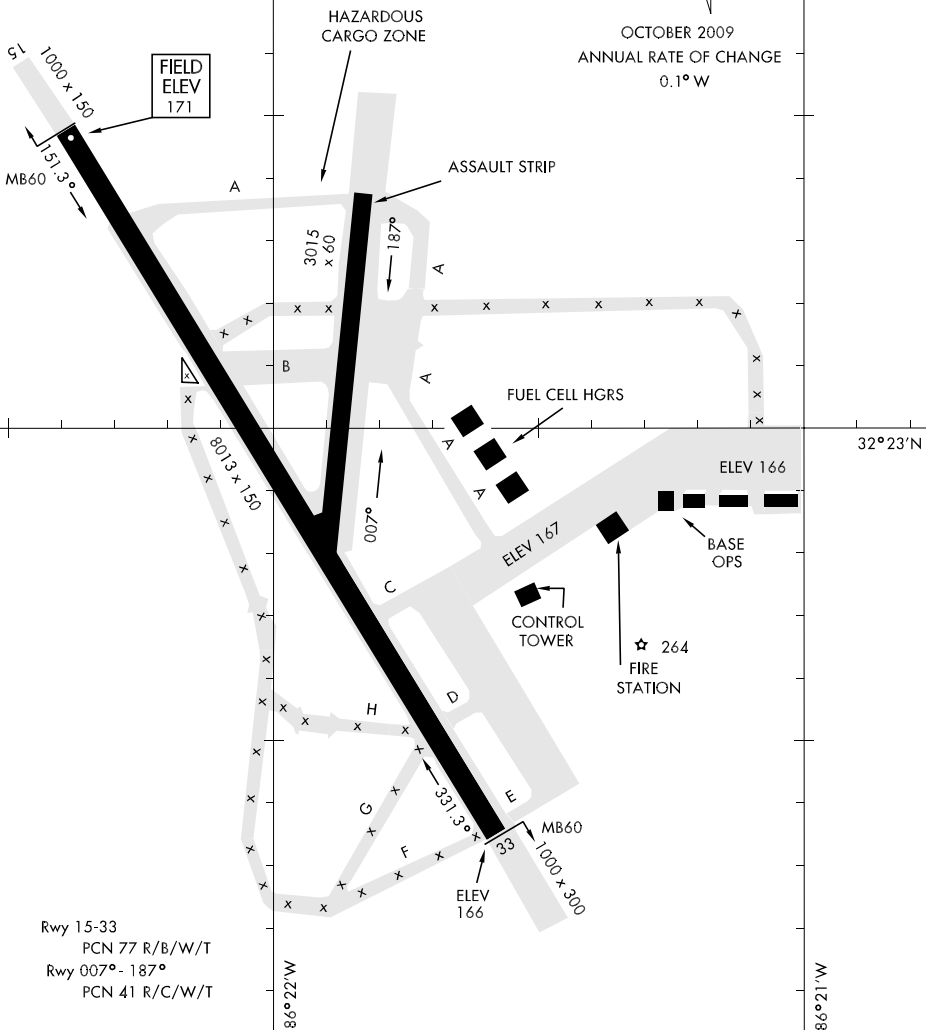 HAZARDOUS
CARGO ZONE
OCTOBER 2009
ANNUAL RATE OF CHANGE
0.1° W
15
1000 x 150
FIELD
ELEV
171
151.3°
MB60
A
ASSAULT STRIP
3015
x 60
187°
A
x x x x x x x x
x x x
B
x
A
x
FUEL CELL HGRS
x
x
x
A
32°23'N
8013 x 150
ELEV 166
A
007°
ELEV 167
BASE
OPS
C
CONTROL
TOWER
264
FIRE
STATION
D
H
G
331.3°
E
F
MB60
33
1000 x 300
ELEV
166
Rwy 15-33
PCN 77 R/B/W/T
Rwy 007° - 187°
PCN 41 R/C/W/T
86°22'W
86°21'W